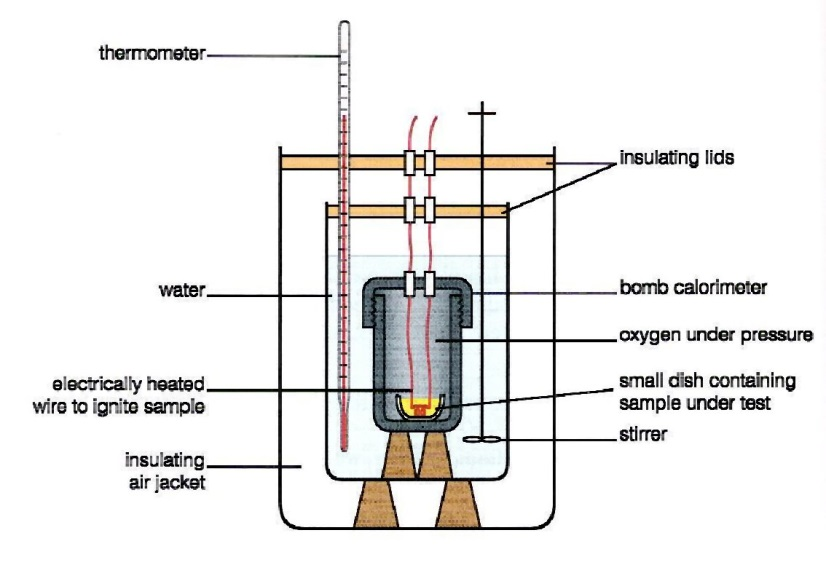 thermometer
insulating lids
water
bomb calorimeter
oxygen under pressure
electrically heated
wire to ignite sample
small dish containing
sample under test
stirrer
insulating
air jacket